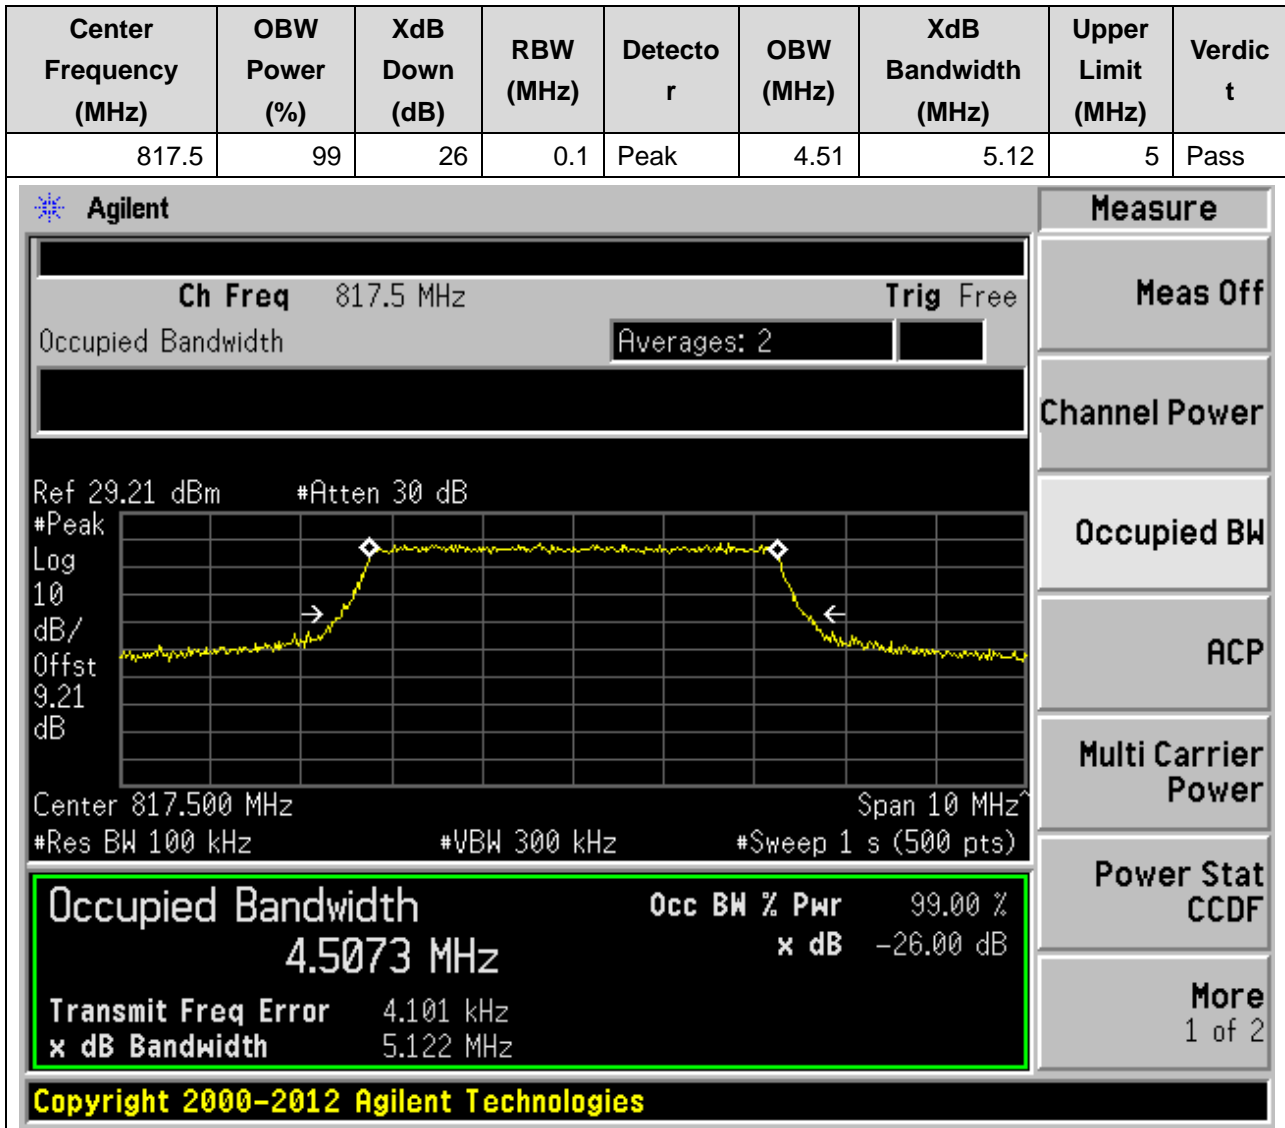 Center Frequency (MHz) OBW Power (%) XdB Down (dB) RBW (MHz) Detecto r OBW (MHz) XdB Bandwidth (MHz) Upper Limit (MHz) Verdic t
817.5 99 26 0.1 Peak 4.51 5.12 5 Pass
Agilent
Measure
Ch Freq 817.5 MHz Trig Free
Occupied Bandwidth Averages: 2
Meas Off
Channel Power
Occupied BW
ACP
Multi Carrier
Power
Power Stat
CCDF
More
1 of 2
Ref 29.21 dBm #Atten 30 dB
#Peak
Log
10
dB/
Offst
9.21
dB
Center 817.500 MHz Span 10 MHz^
#Res BW 100 kHz #VBW 300 kHz #Sweep 1 s (500 pts)
Occupied Bandwidth Occ BW % Pwr 99.00 %
4.5073 MHz x dB -26.00 dB
Transmit Freq Error 4.101 kHz
x dB Bandwidth 5.122 MHz
Copyright 2000-2012 Agilent Technologies